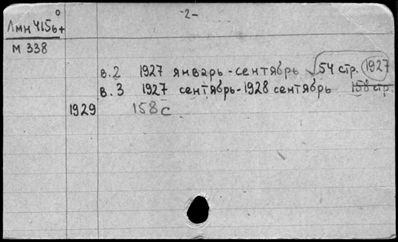 -2-
Лмн 415б+
М 338
в.2 1927 январь-сентябрь 54 стр. 1927
в.3 1927 сентябрь-1928 сентябрь 158 стр.
1929 158 с